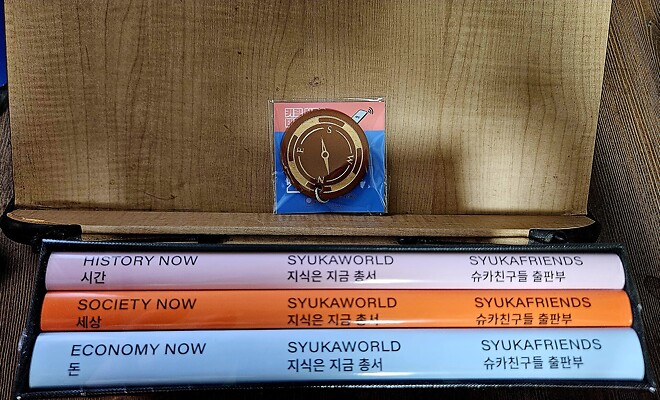 S
E
W
N
HISTORY NOW SYUKAWORLD SYUKAFRIENDS
시간 지식은 지금 총서 슈카친구들 출판부
SOCIETY NOW SYUKAWORLD SYUKAFRIENDS
세상 지식은 지금 총서 슈카친구들 출판부
ECONOMY NOW SYUKAWORLD SYUKAFRIENDS
돈 지식은 지금 총서 슈카친구들 출판부